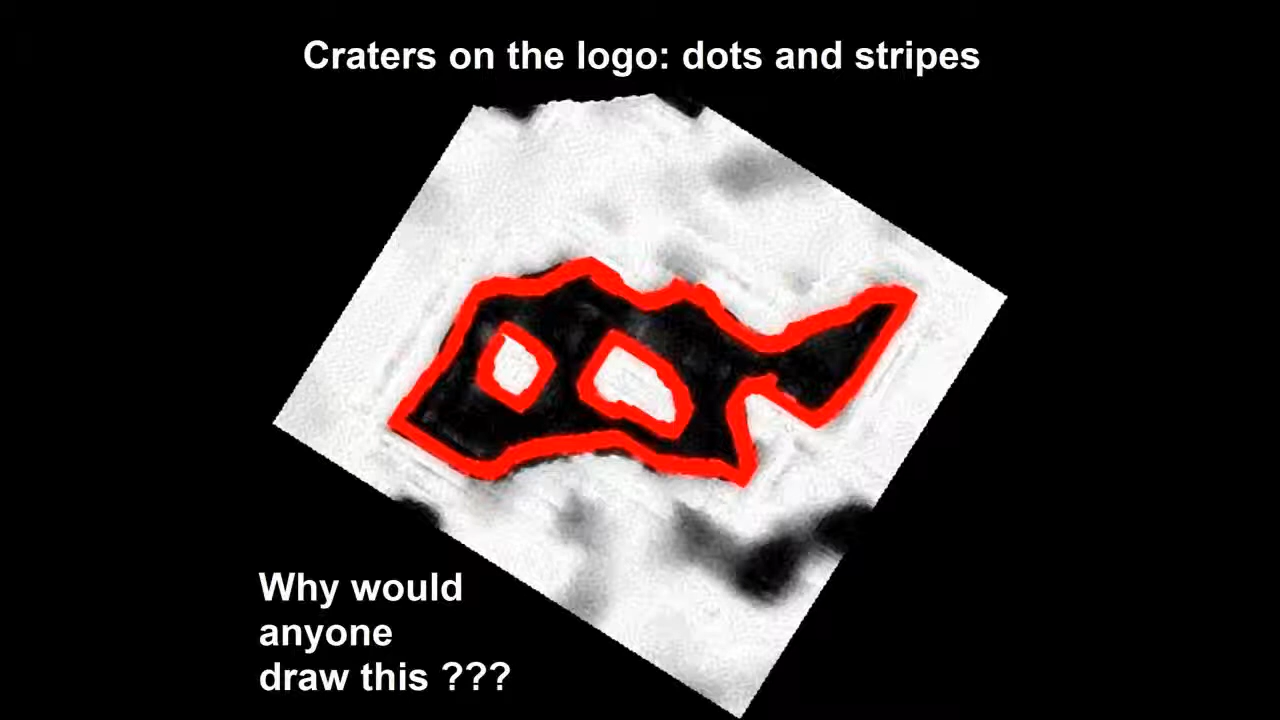 Craters on the logo: dots and stripes
Why would
anyone
draw this ???